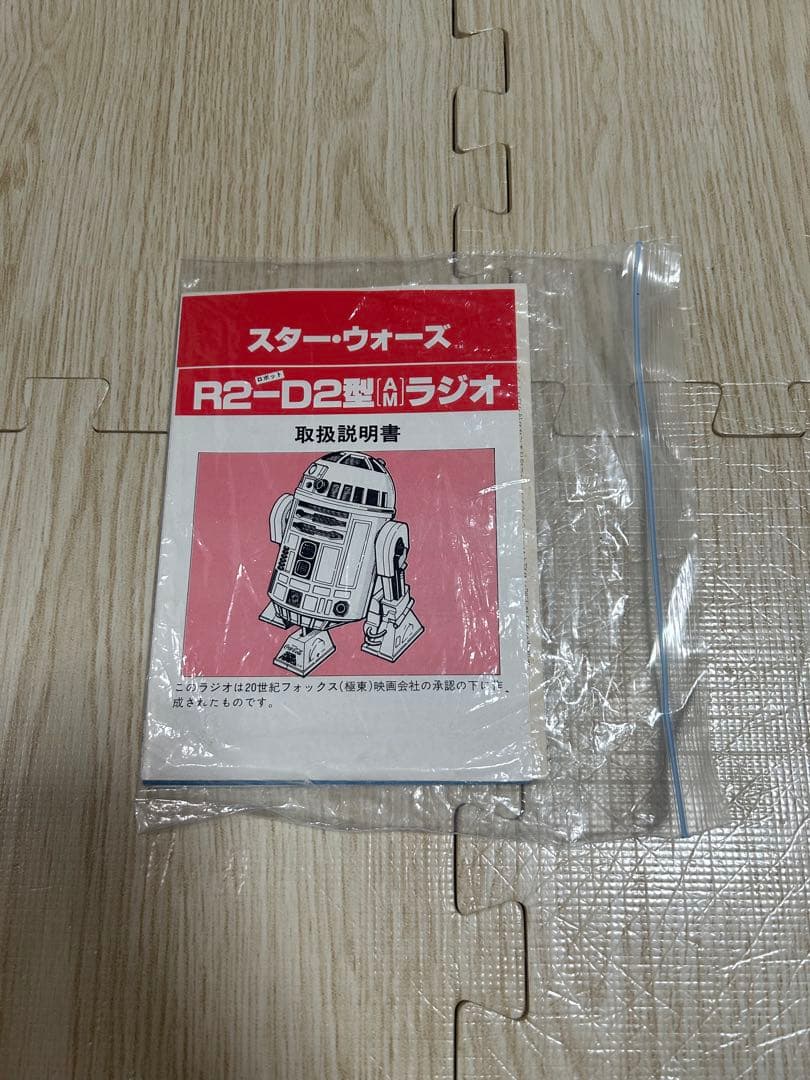 スター・ウォーズ
ロボット
R2-D2型[AM]ラジオ
取扱説明書
このラジオは20世紀フォックス(極東)映画会社の承認の下に作
成されたものです。